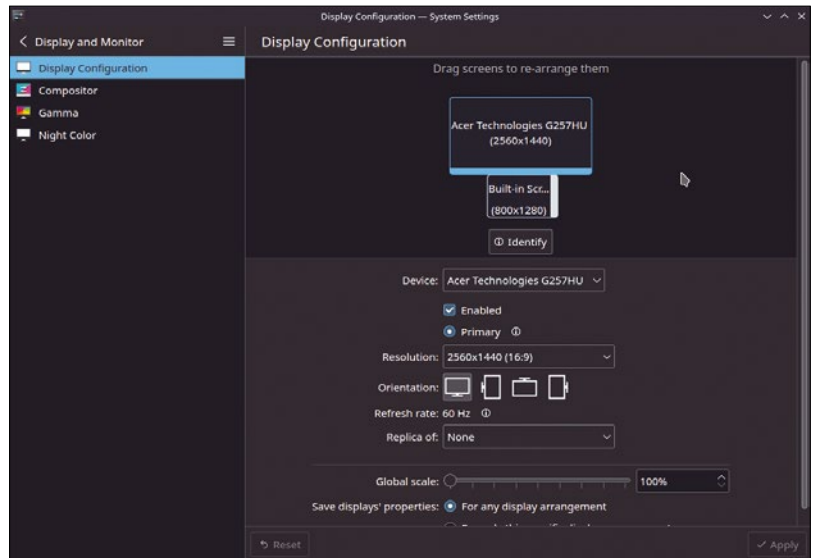 Display Configuration — System Settings
Display and Monitor
Display Configuration
Display Configuration
Compositor
Gamma
Night Color
Drag screens to re-arrange them
Acer Technologies G257HU
(2560x1440)
Built-in Scr...
(800x1280)
Identify
Device: Acer Technologies G257HU
Enabled
Primary
Resolution: 2560x1440 (16:9)
Orientation:
Refresh rate: 60 Hz
Replica of: None
Global scale: 100%
Save displays' properties: For any display arrangement
Reset
Apply